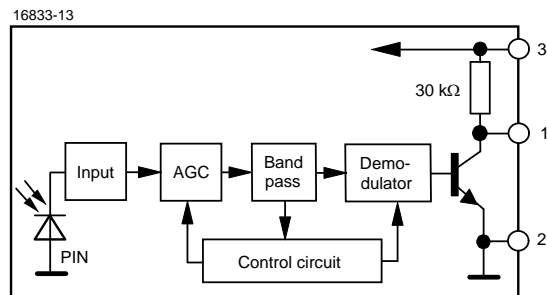 16833-13
3
30 kΩ
1
Input
AGC
Band
pass
Demo-
dulator
PIN
Control circuit
2